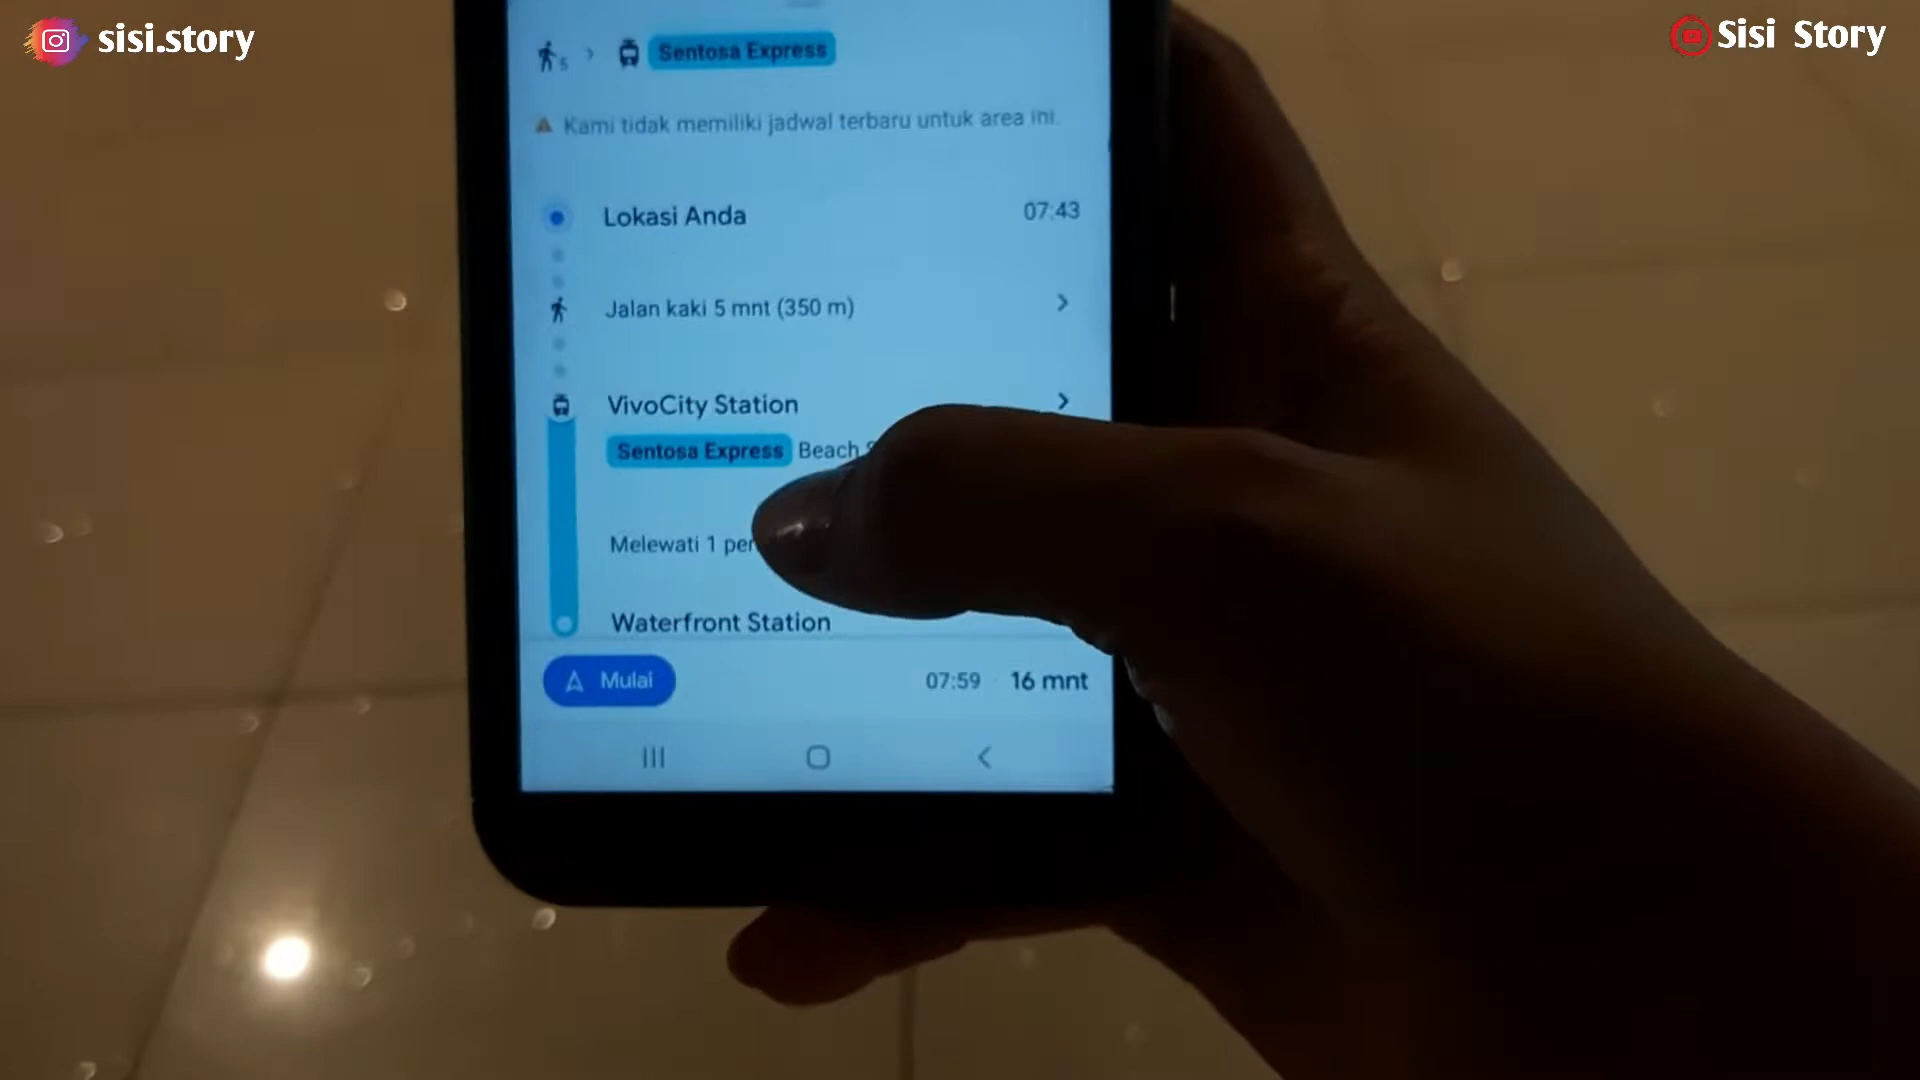 sisi.story
Sisi Story
5
Sentosa Express
Kami tidak memiliki jadwal terbaru untuk area ini.
Lokasi Anda 07:43
Jalan kaki 5 mnt (350 m)
VivoCity Station
Sentosa Express Beach
Melewati 1
Waterfront Station
Mulai 07:59 16 mnt